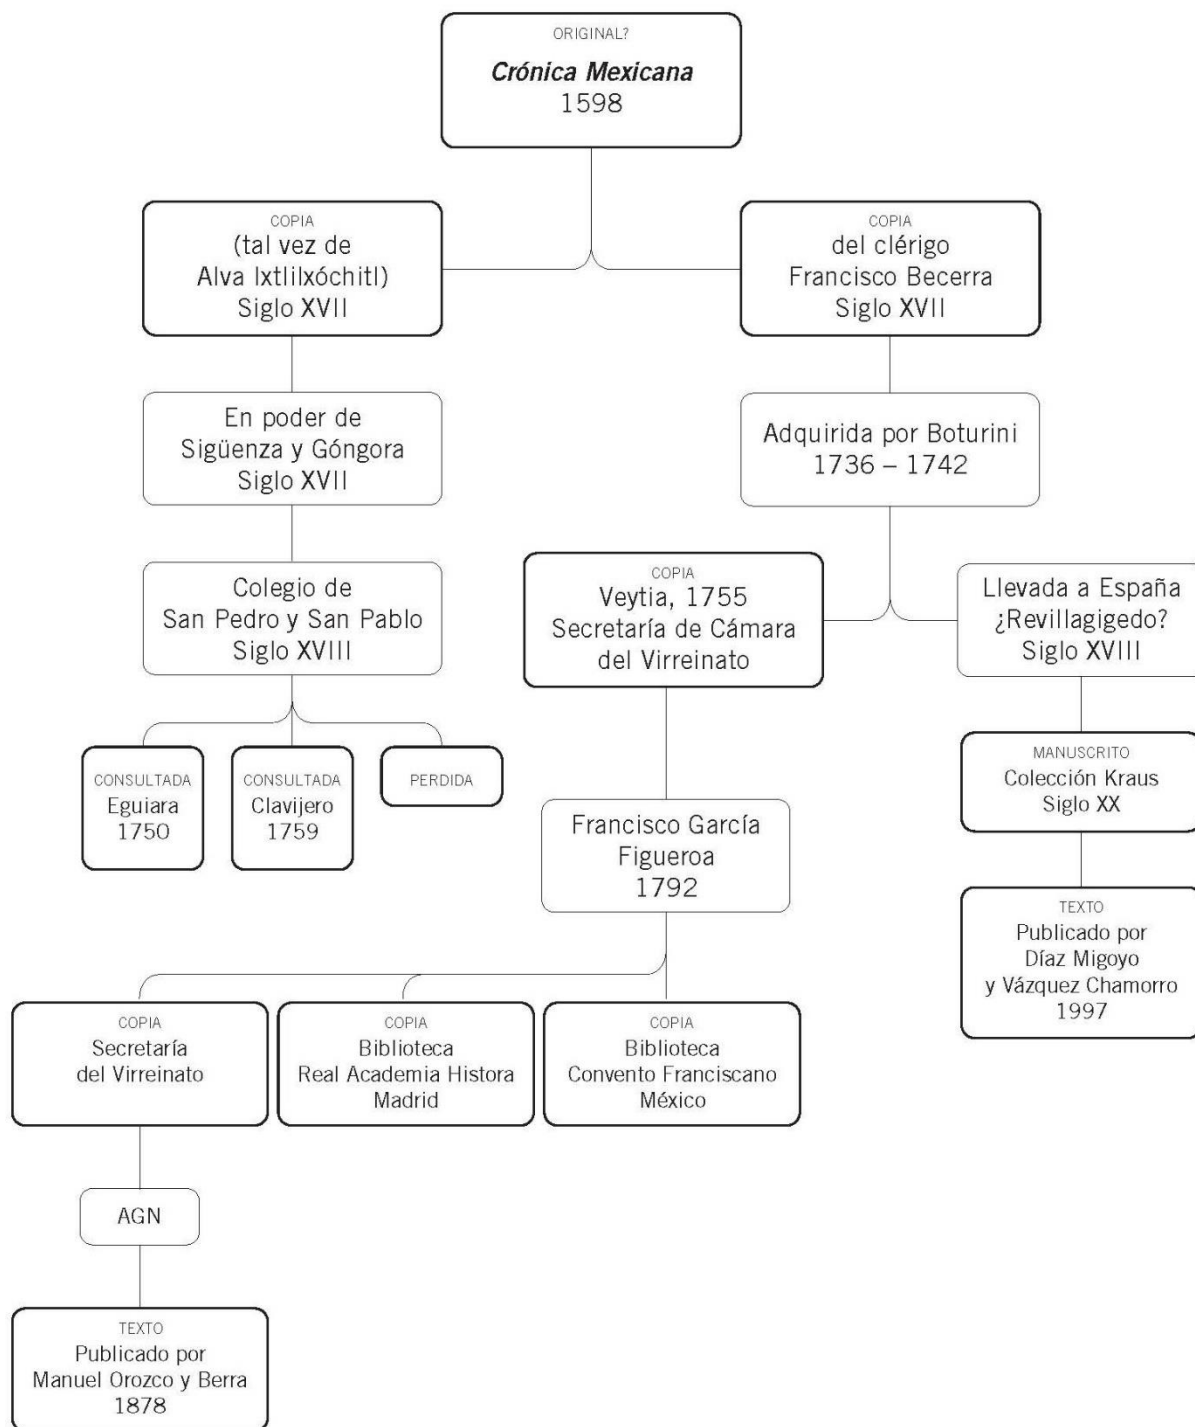 ORIGINAL?
Crónica Mexicana
1598
COPIA
(tal vez de
Alva Ixtlilxóchitl)
Siglo XVII
COPIA
del clérigo
Francisco Becerra
Siglo XVII
En poder de
Sigüenza y Góngora
Siglo XVII
Adquirida por Boturini
1736 – 1742
Colegio de
San Pedro y San Pablo
Siglo XVIII
COPIA
Veytia, 1755
Secretaría de Cámara
del Virreinato
Llevada a España
¿Revillagigedo?
Siglo XVIII
CONSULTADA
Eguiara
1750
CONSULTADA
Clavijero
1759
PERDIDA
MANUSCRITO
Colección Kraus
Siglo XX
Francisco García
Figueroa
1792
TEXTO
Publicado por
Díaz Migoyo
y Vázquez Chamorro
1997
COPIA
Secretaría
del Virreinato
COPIA
Biblioteca
Real Academia Histora
Madrid
COPIA
Biblioteca
Convento Franciscano
México
AGN
TEXTO
Publicado por
Manuel Orozco y Berra
1878